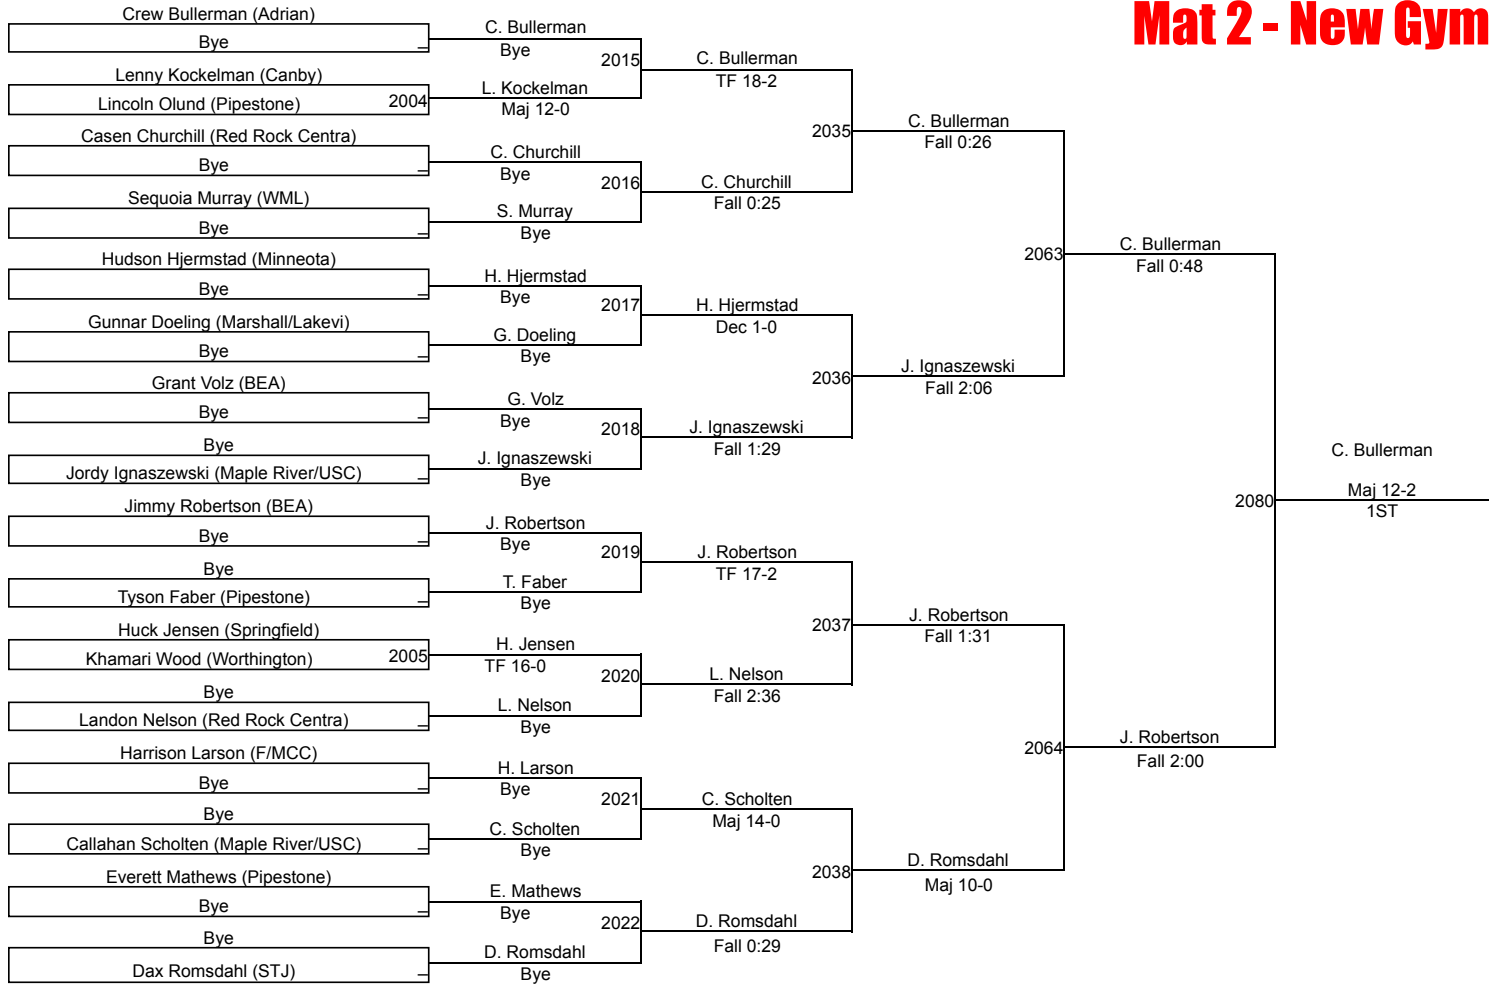 Mat 2 - New Gym
Crew Bullerman (Adrian)
Bye
Lenny Kockelman (Canby)
Lincoln Olund (Pipestone) 2004
Casen Churchill (Red Rock Centra)
Bye
Sequoia Murray (WML)
Bye
Hudson Hjermstad (Minneota)
Bye
Gunnar Doeling (Marshall/Lakevi)
Bye
Grant Volz (BEA)
Bye
Bye
Jordy Ignaszewski (Maple River/USC)
Jimmy Robertson (BEA)
Bye
Bye
Tyson Faber (Pipestone)
Huck Jensen (Springfield)
Khamari Wood (Worthington) 2005
Bye
Landon Nelson (Red Rock Centra)
Harrison Larson (F/MCC)
Bye
Bye
Callahan Scholten (Maple River/USC)
Everett Mathews (Pipestone)
Bye
Bye
Dax Romsdahl (STJ)
C. Bullerman
Bye
2015
L. Kockelman
Maj 12-0
C. Churchill
Bye
2016
S. Murray
Bye
H. Hjermstad
Bye
2017
G. Doeling
Bye
G. Volz
Bye
2018
J. Ignaszewski
Bye
J. Robertson
Bye
2019
T. Faber
Bye
H. Jensen
TF 16-0
2020
L. Nelson
Bye
H. Larson
Bye
2021
C. Scholten
Bye
E. Mathews
Bye
2022
D. Romsdahl
Bye
C. Bullerman
TF 18-2
2035
C. Churchill
Fall 0:25
H. Hjermstad
Dec 1-0
2036
J. Ignaszewski
Fall 1:29
J. Robertson
TF 17-2
2037
L. Nelson
Fall 2:36
C. Scholten
Maj 14-0
2038
D. Romsdahl
Fall 0:29
C. Bullerman
Fall 0:26
2063
J. Ignaszewski
Fall 2:06
J. Robertson
Fall 1:31
2064
D. Romsdahl
Maj 10-0
C. Bullerman
Fall 0:48
2080
J. Robertson
Fall 2:00
C. Bullerman
Maj 12-2
1ST